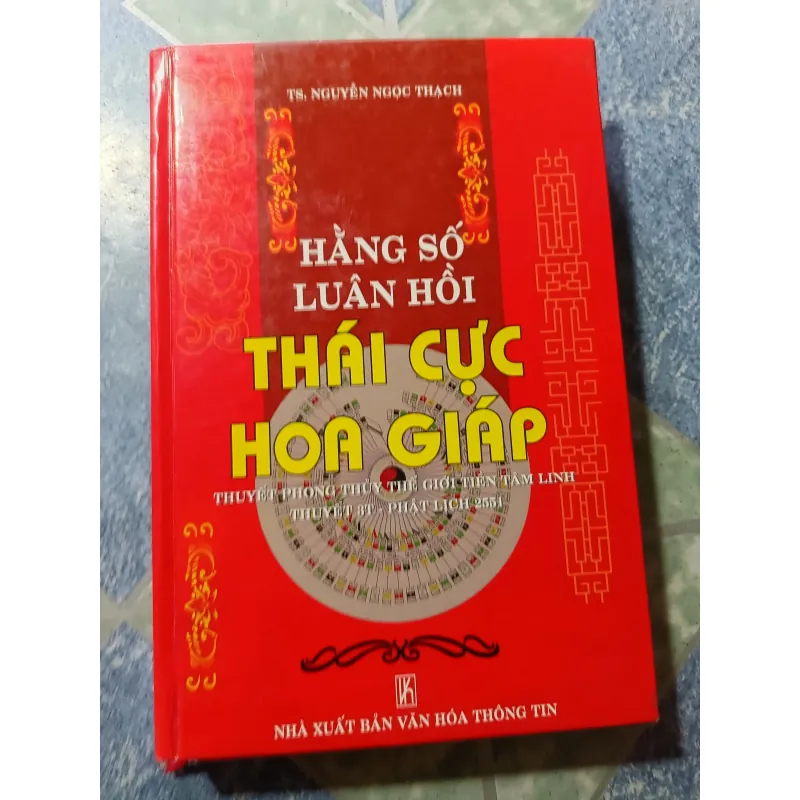 TS. NGUYỄN NGỌC THẠCH
HẰNG SỐ
LUÂN HỒI
THÁI CỰC
HOA GIÁP
THUYẾT PHONG THỦY THẾ GIỚI TIỀN TÂM LINH
THUYẾT 3T - PHẬT LỊCH 2551
NHÀ XUẤT BẢN VĂN HÓA THÔNG TIN